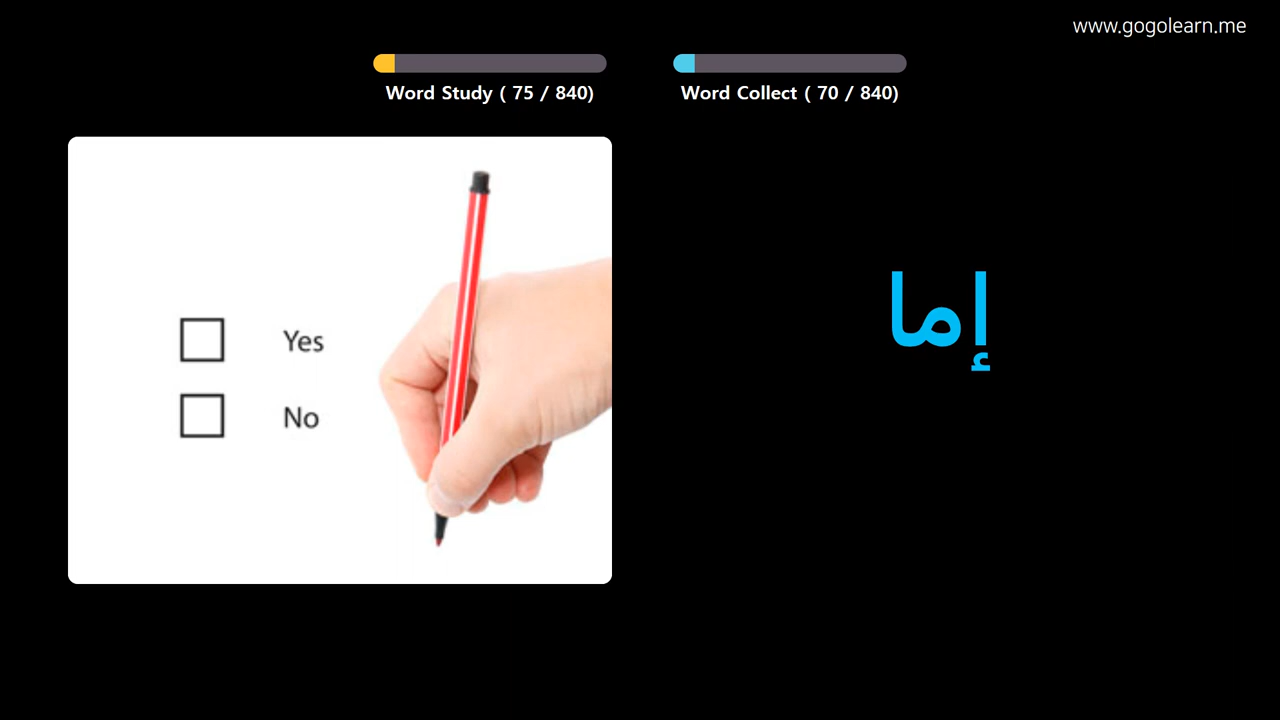 www.gogolearn.me
Word Study ( 75 / 840)
Word Collect ( 70 / 840)
Yes
No
إما